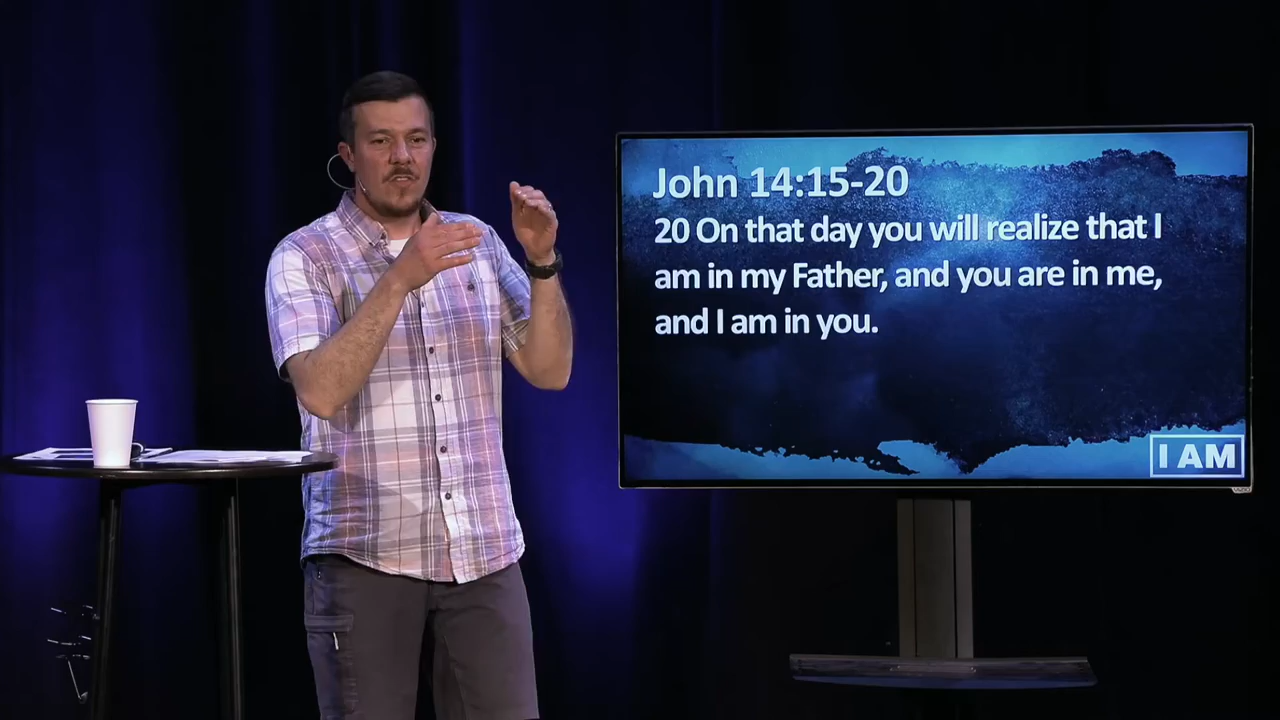 John 14:15-20
20 On that day you will realize that I
am in my Father, and you are in me,
and I am in you.
I AM